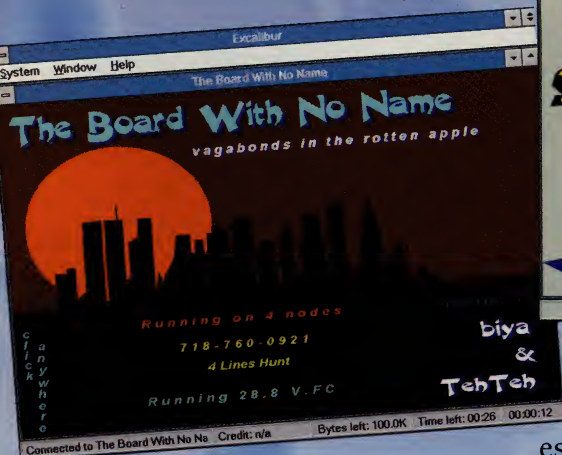 Excalibur
System Window Help
The Board With No Name
The Board With No Name
vagabonds in the rotten apple
Running on 4 nodes
718-760-0921
4 Lines Hunt
Running 28.8 V.FC
click
anywhere
biya
&
TehTeh
Connected to The Board With No Na Credit: n/a Bytes left: 100.0K Time left: 00:26 00:00:12
es